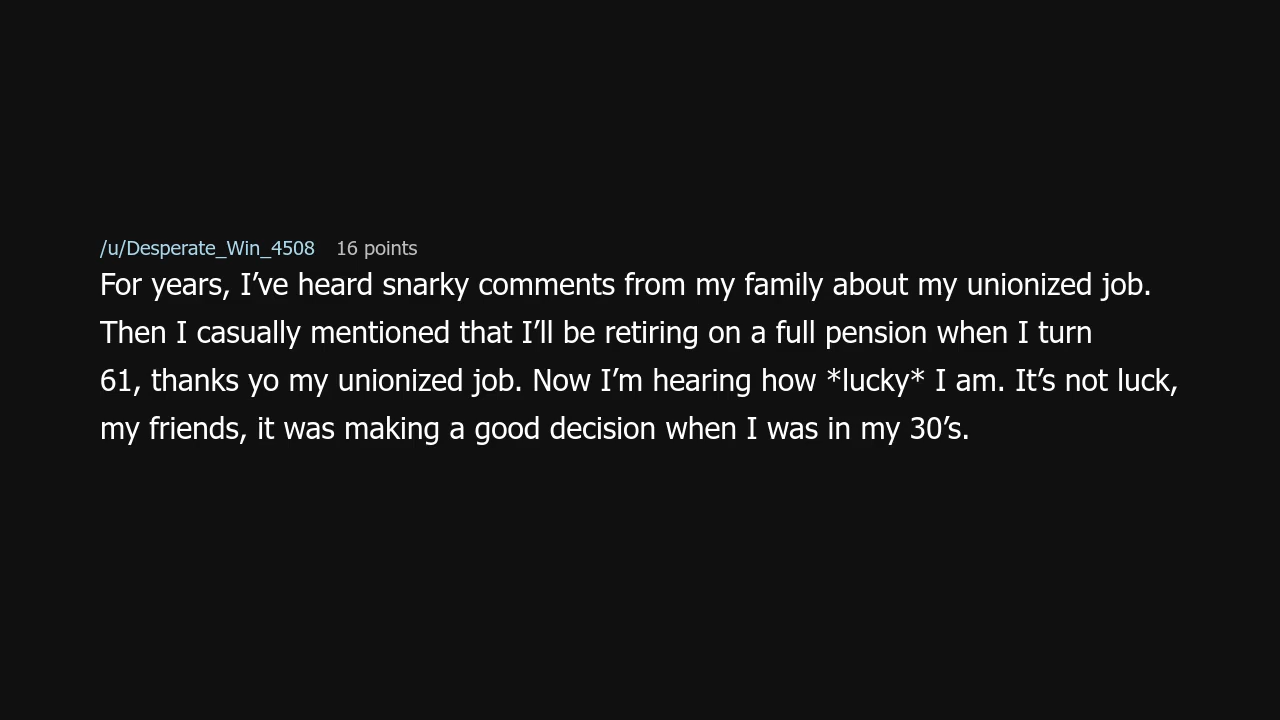 /u/Desperate_Win_4508 16 points
For years, I’ve heard snarky comments from my family about my unionized job.
Then I casually mentioned that I’ll be retiring on a full pension when I turn
61, thanks yo my unionized job. Now I’m hearing how *lucky* I am. It’s not luck,
my friends, it was making a good decision when I was in my 30’s.